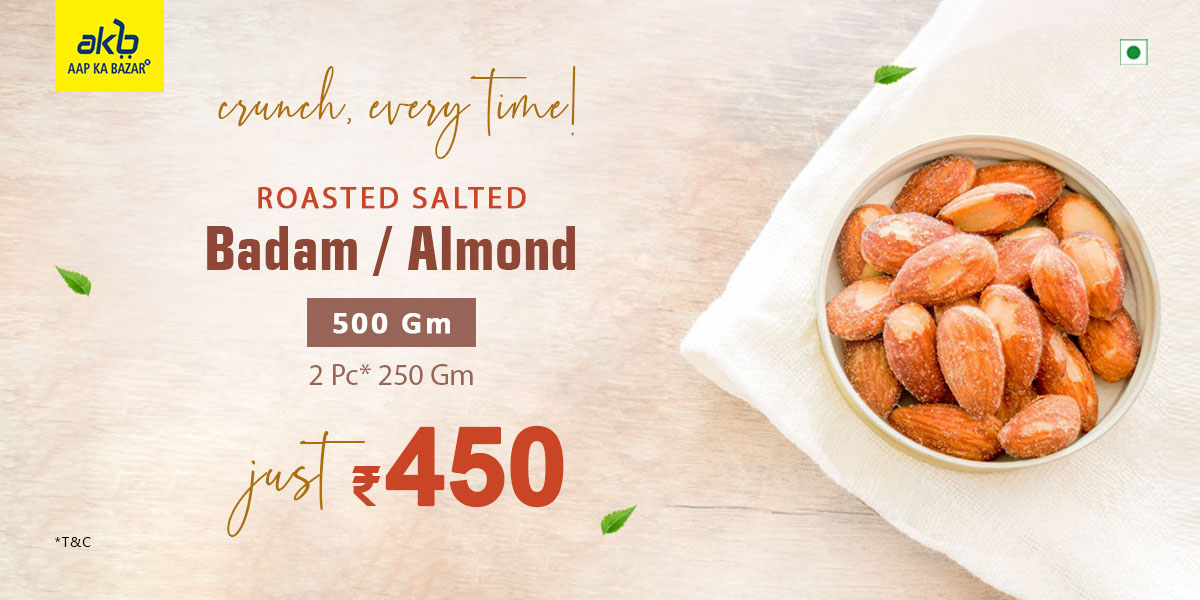 akb
AAP KA BAZAR
crunch, every time!
ROASTED SALTED
Badam / Almond
500 Gm
2 Pc* 250 Gm
just ₹450
*T&C